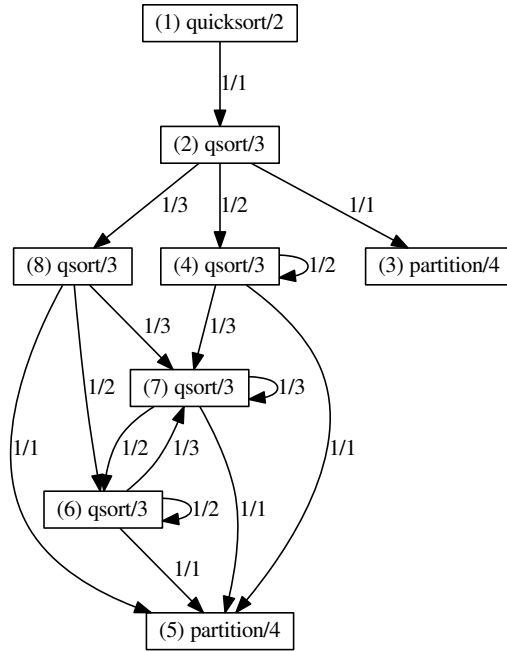 (1) quicksort/2
1/1
(2) qsort/3
1/3
1/2
1/1
(8) qsort/3
(4) qsort/3
1/2
(3) partition/4
1/3
1/3
(7) qsort/3
1/3
1/2
1/2
1/3
1/1
1/1
1/1
(6) qsort/3
1/2
1/1
(5) partition/4